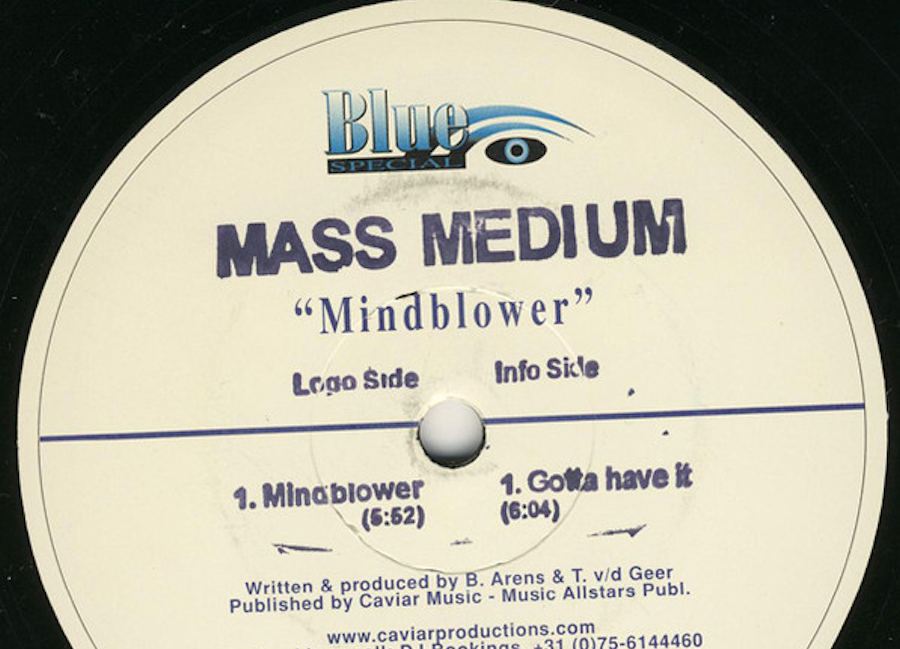 Blue
SPECIAL
MASS MEDIUM
“Mindblower”
Logo Side
Info Side
1. Mindblower
(5:52)
1. Gotta have it
(6:04)
Written & produced by B. Arens & T. v/d Geer
Published by Caviar Music - Music Allstars Publ.
www.caviarproductions.com
DJ Bookings +31 (0)75-6144460